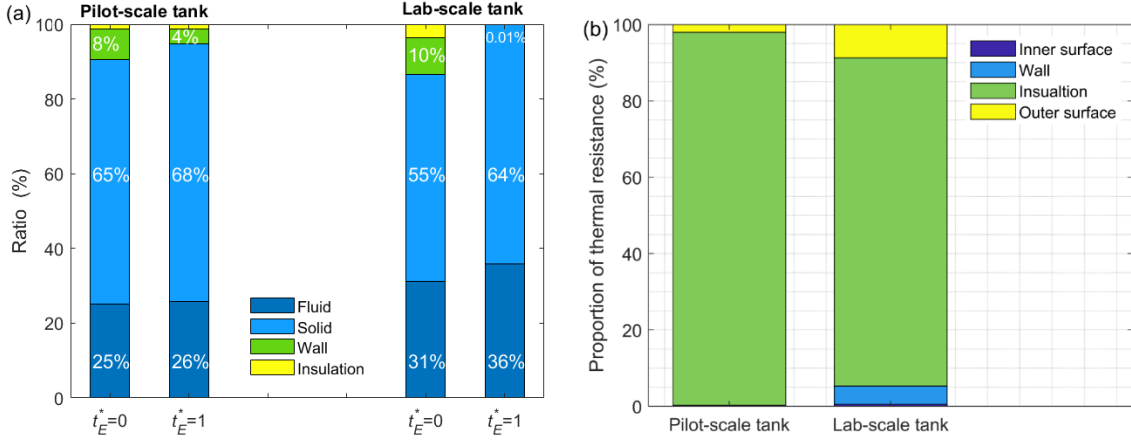 (a)
Pilot-scale tank
Lab-scale tank
100
80
60
40
20
0
Ratio (%)
8%
65%
25%
4%
68%
26%
10%
55%
31%
0.01%
64%
36%
Fluid
Solid
Wall
Insulation
t*E=0
t*E=1
t*E=0
t*E=1
(b)
100
80
60
40
20
0
Proportion of thermal resistance (%)
Inner surface
Wall
Insualtion
Outer surface
Pilot-scale tank
Lab-scale tank